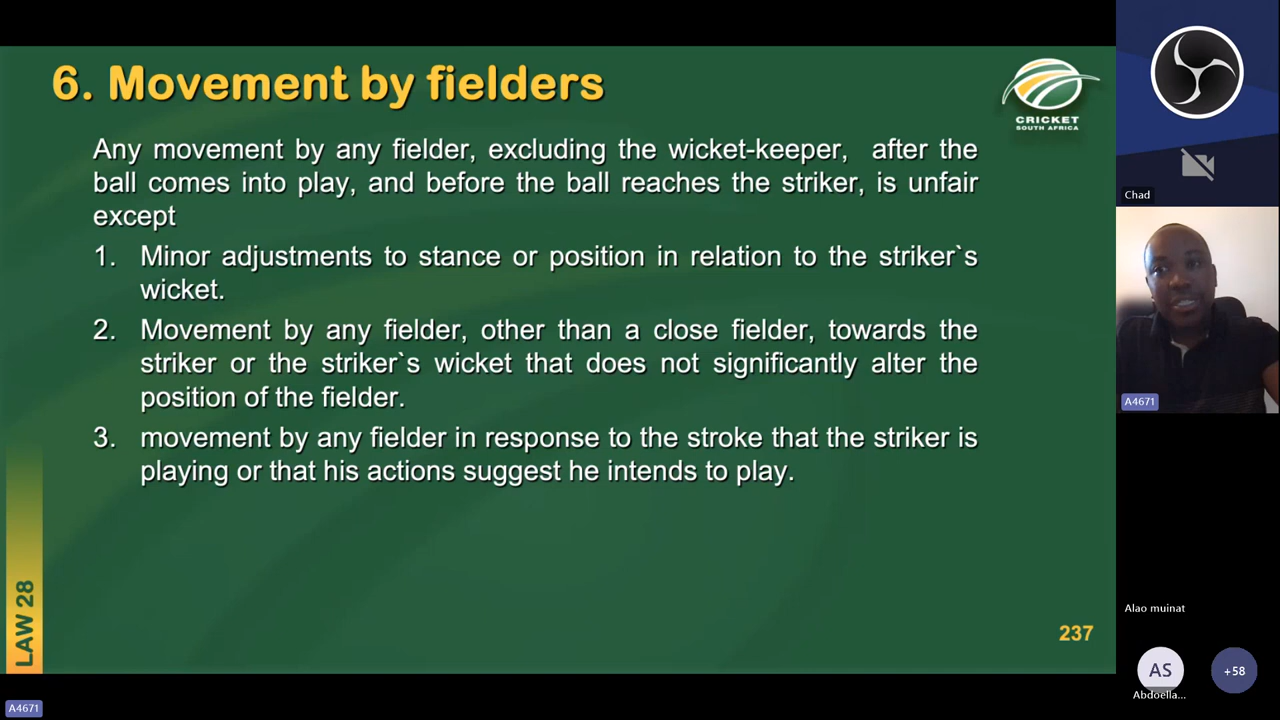 6. Movement by fielders
CRICKET
SOUTH AFRICA
Any movement by any fielder, excluding the wicket-keeper, after the
ball comes into play, and before the ball reaches the striker, is unfair
except
1. Minor adjustments to stance or position in relation to the striker`s
wicket.
2. Movement by any fielder, other than a close fielder, towards the
striker or the striker`s wicket that does not significantly alter the
position of the fielder.
3. movement by any fielder in response to the stroke that the striker is
playing or that his actions suggest he intends to play.
LAW 28
237
A4671
Chad
A4671
Alao muinat
AS
Abdoella...
+58